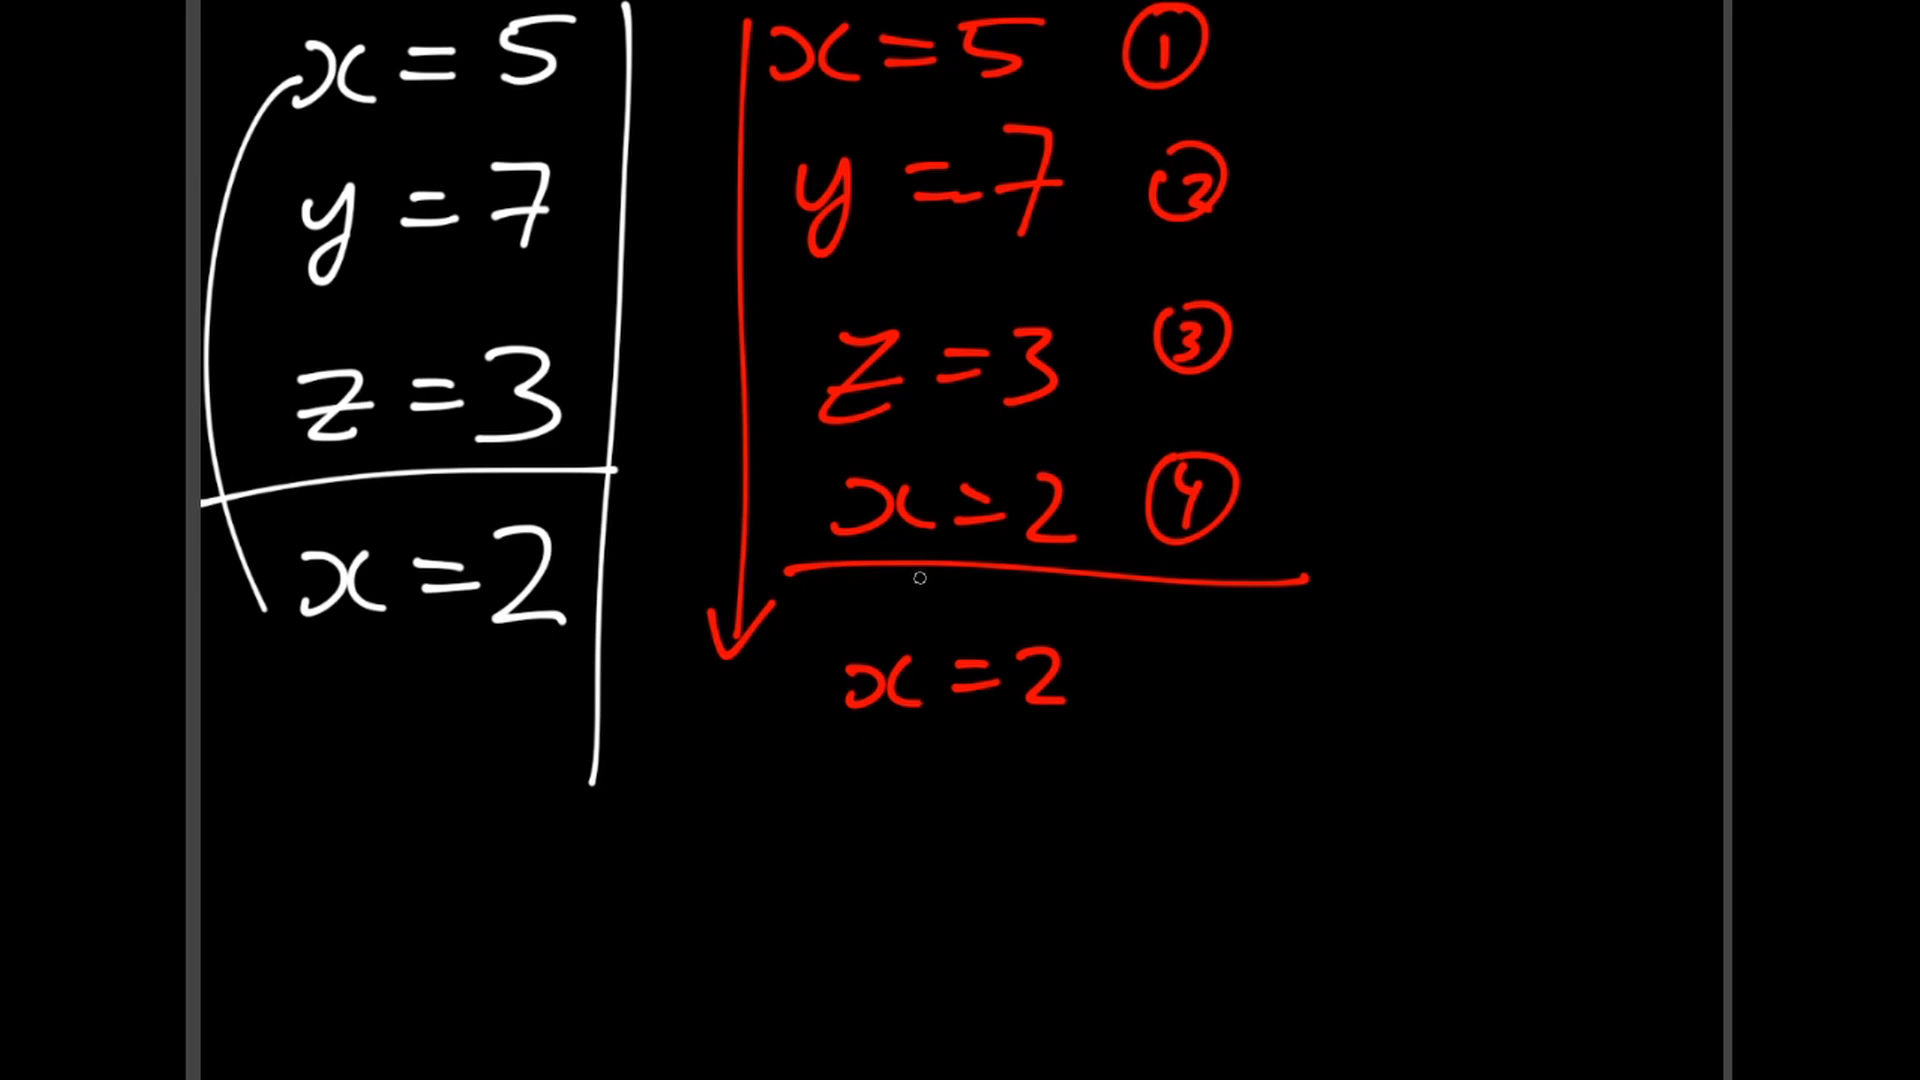 x = 5
y = 7
z = 3
x = 2
x = 5 ①
y = 7 ②
z = 3 ③
x = 2 ④
x = 2